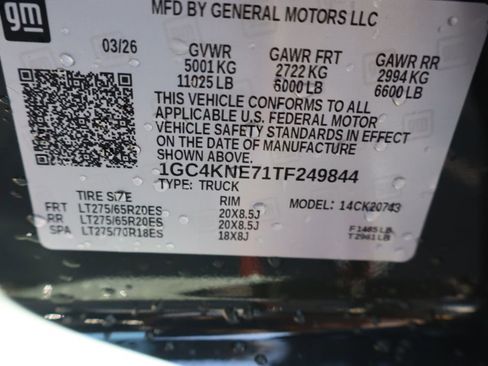 gm
MFD BY GENERAL MOTORS LLC
03/26 GVWR GAWR FRT GAWR RR
5001 KG 2722 KG 2994 KG
11025 LB 6000 LB 6600 LB
THIS VEHICLE CONFORMS TO ALL
APPLICABLE U.S. FEDERAL MOTOR
VEHICLE SAFETY STANDARDS IN EFFECT
ON THE DATE OF MANUFACTURE
SHOWN ABOVE.
1GC4KNE71TF249844
TYPE: TRUCK
TIRE SIZE RIM MODEL: 14CK20743
FRT LT275/65R20ES 20X8.5J
RR LT275/65R20ES 20X8.5J F 1465 LB
SPA LT275/70R18ES 18X8J T 2961 LB